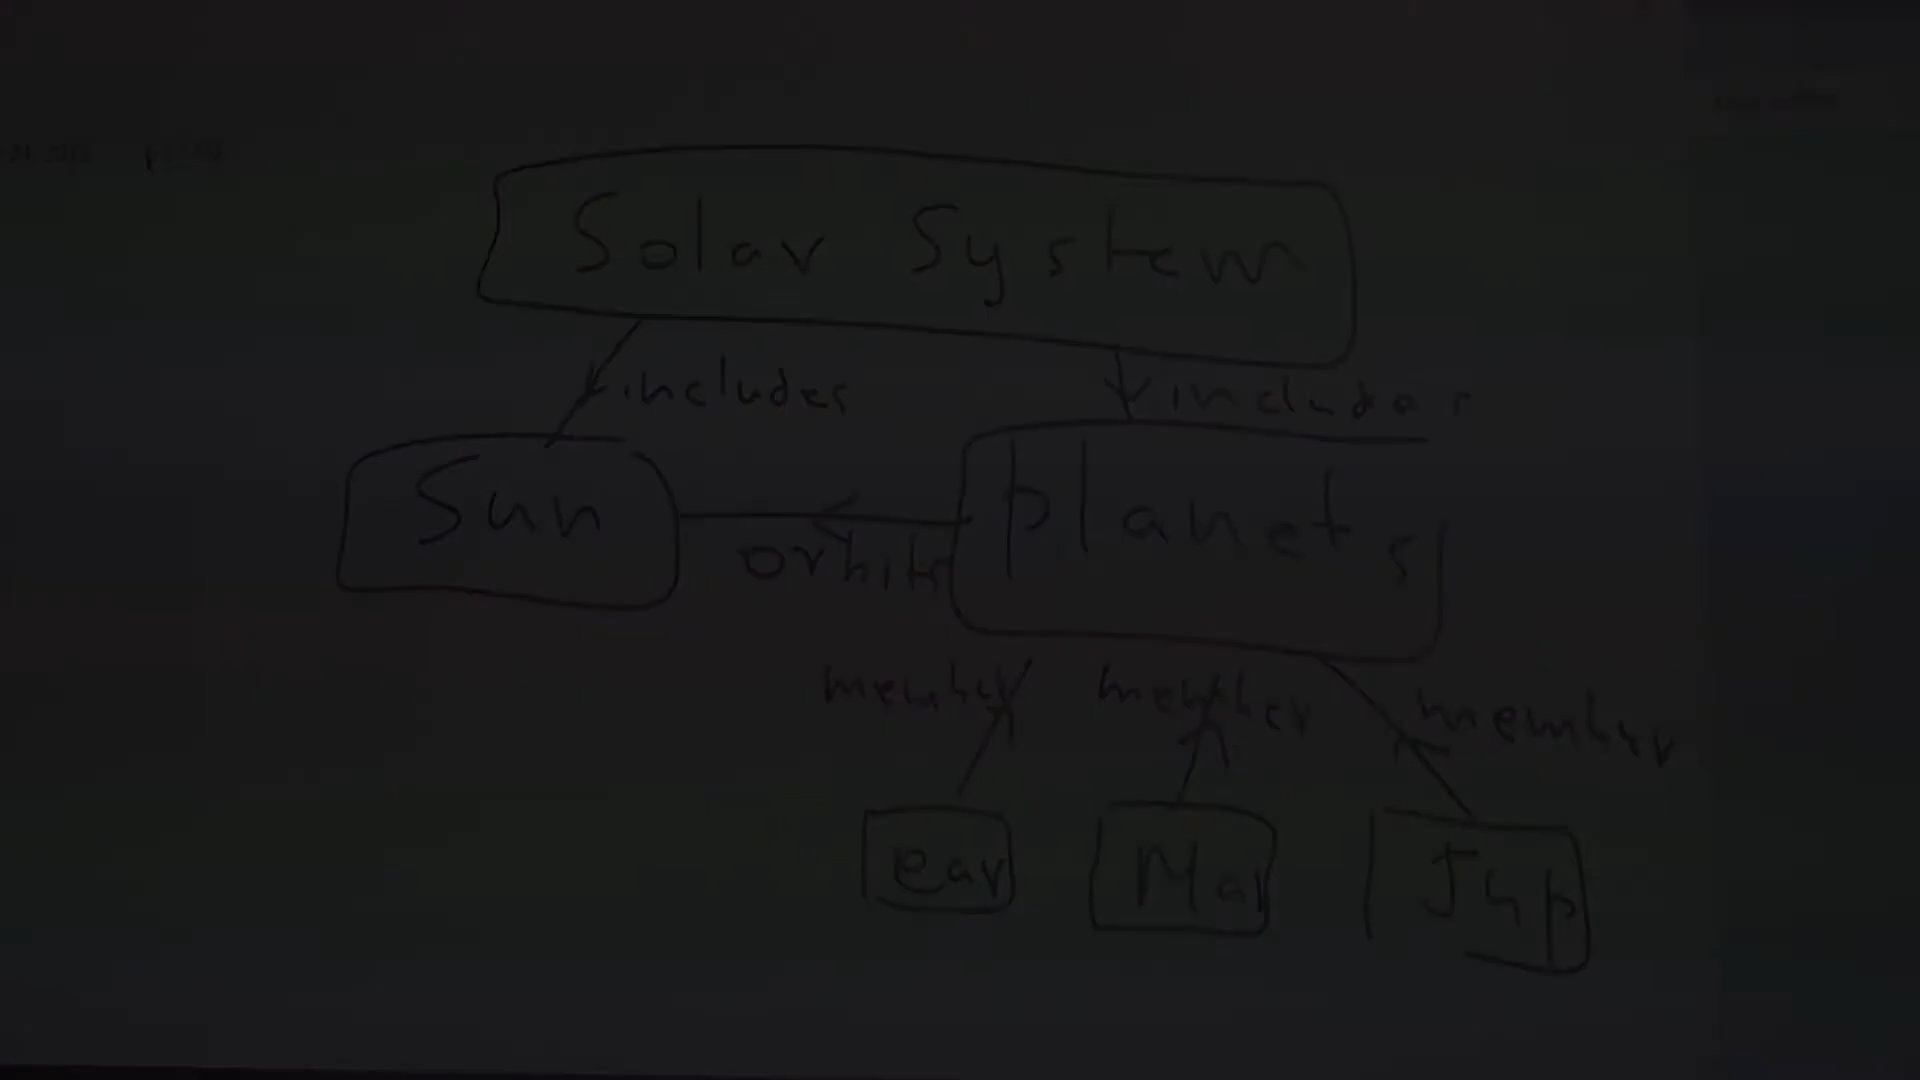 Solar System
includes includes
Sun planets
orbits
member member member
ear Mar Jup